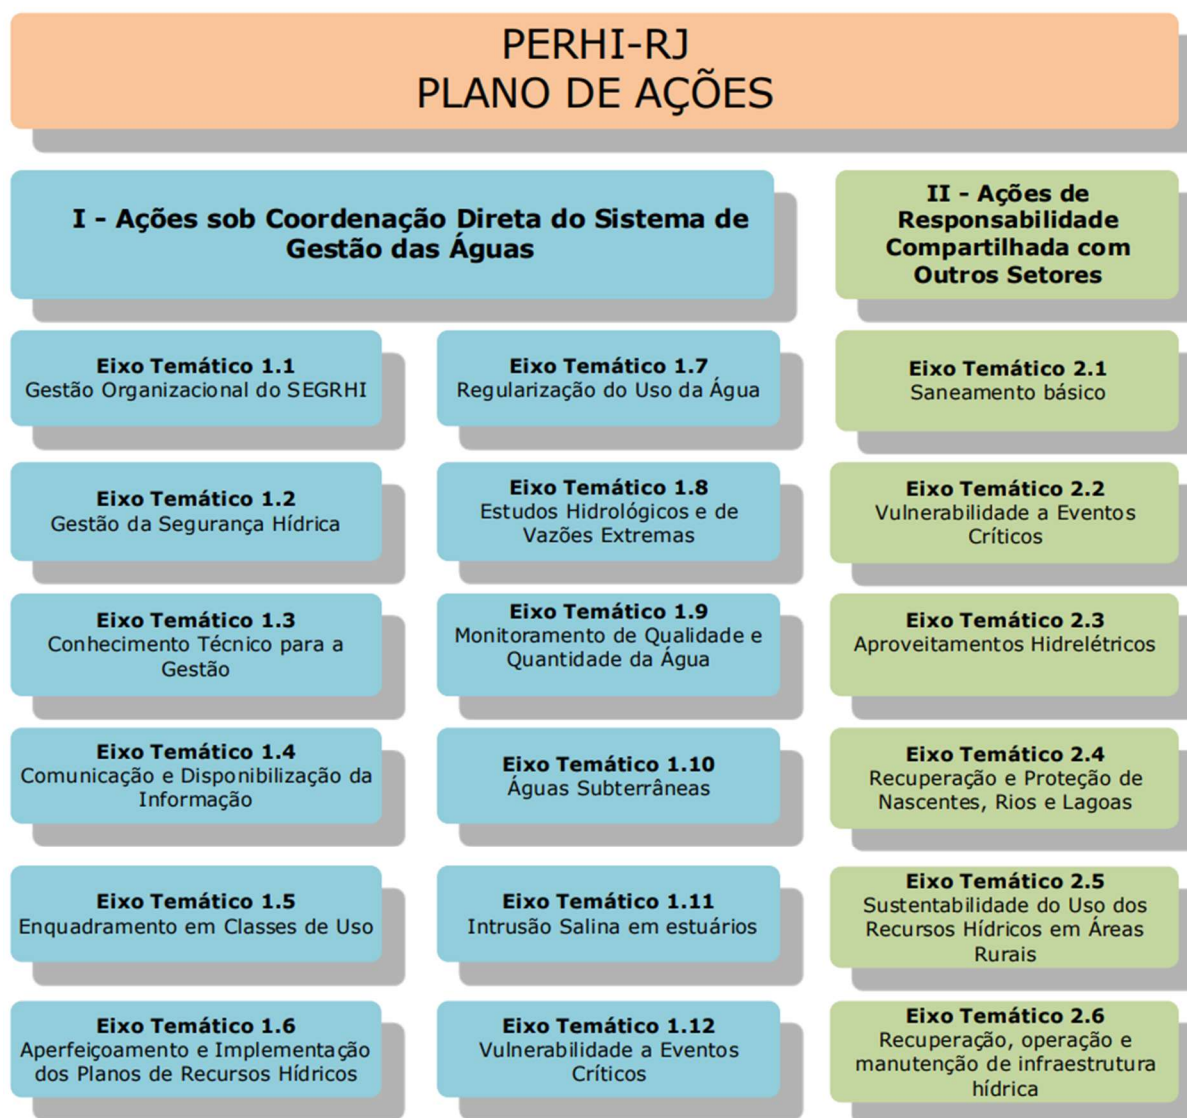 PERHI-RJ
PLANO DE AÇÕES
I - Ações sob Coordenação Direta do Sistema de
Gestão das Águas
II - Ações de
Responsabilidade
Compartilhada com
Outros Setores
Eixo Temático 1.1
Gestão Organizacional do SEGRHI
Eixo Temático 1.7
Regularização do Uso da Água
Eixo Temático 2.1
Saneamento básico
Eixo Temático 1.2
Gestão da Segurança Hídrica
Eixo Temático 1.8
Estudos Hidrológicos e de
Vazões Extremas
Eixo Temático 2.2
Vulnerabilidade a Eventos
Críticos
Eixo Temático 1.3
Conhecimento Técnico para a
Gestão
Eixo Temático 1.9
Monitoramento de Qualidade e
Quantidade da Água
Eixo Temático 2.3
Aproveitamentos Hidrelétricos
Eixo Temático 1.4
Comunicação e Disponibilização da
Informação
Eixo Temático 1.10
Águas Subterrâneas
Eixo Temático 2.4
Recuperação e Proteção de
Nascentes, Rios e Lagoas
Eixo Temático 1.5
Enquadramento em Classes de Uso
Eixo Temático 1.11
Intrusão Salina em estuários
Eixo Temático 2.5
Sustentabilidade do Uso dos
Recursos Hídricos em Áreas
Rurais
Eixo Temático 1.6
Aperfeiçoamento e Implementação
dos Planos de Recursos Hídricos
Eixo Temático 1.12
Vulnerabilidade a Eventos
Críticos
Eixo Temático 2.6
Recuperação, operação e
manutenção de infraestrutura
hídrica